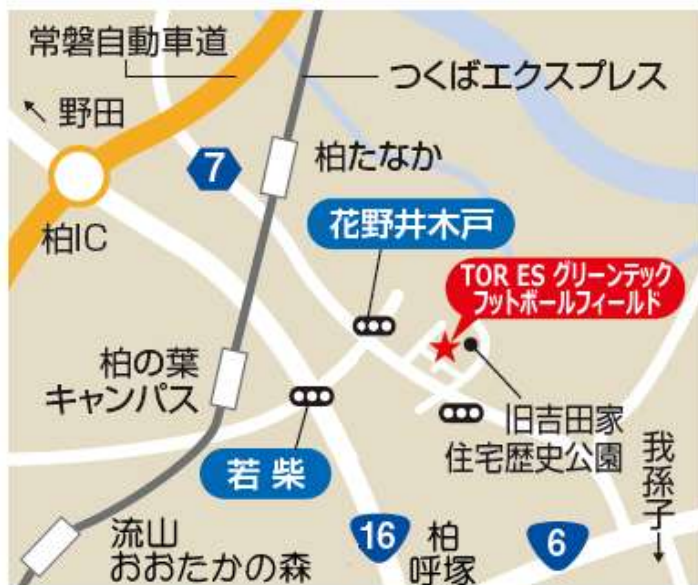 常磐自動車道
つくばエクスプレス
野田
7
柏たなか
柏IC
花野井木戸
TOR ES グリーンテック
フットボールフィールド
柏の葉
キャンパス
旧吉田家
住宅歴史公園
若柴
我孫子
流山
おおたかの森
16
柏
呼塚
6